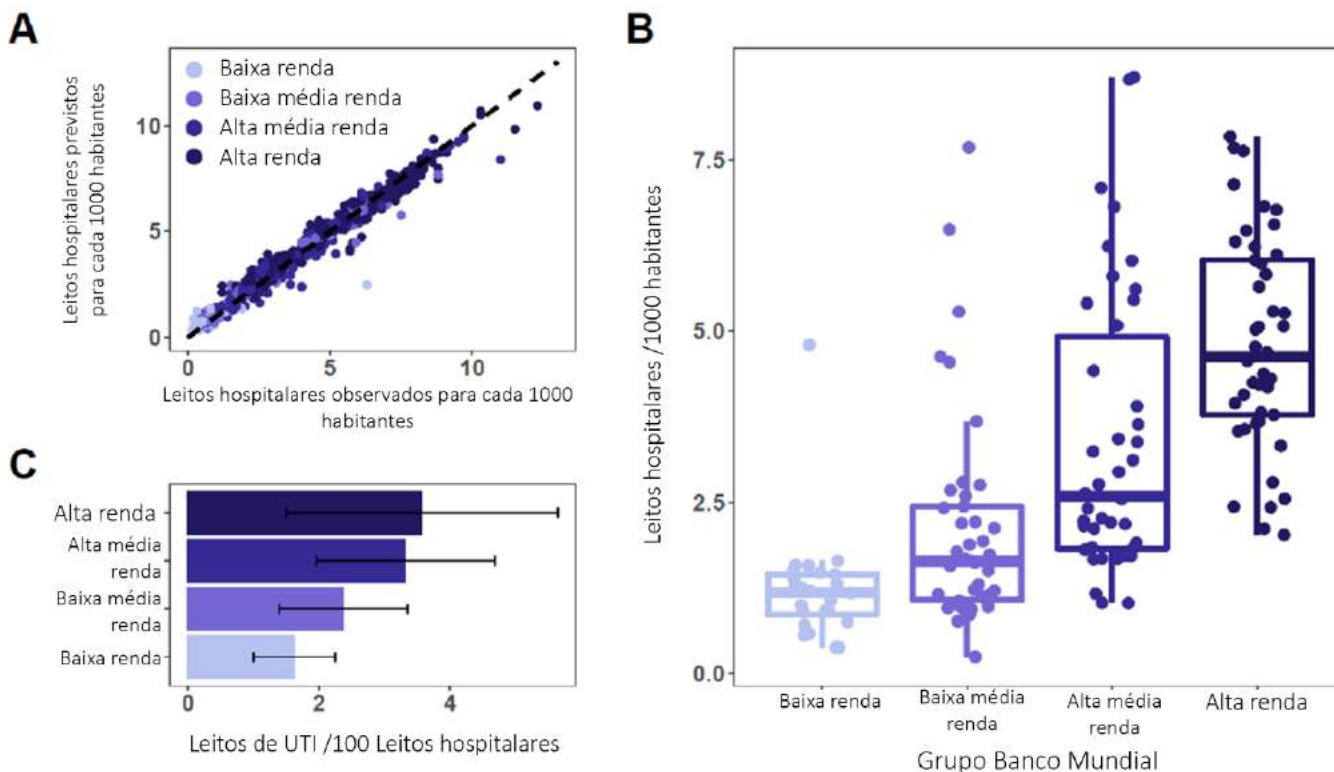 A
Leitos hospitalares previstos
para cada 1000 habitantes
10
5
0
Baixa renda
Baixa média renda
Alta média renda
Alta renda
0
5
10
Leitos hospitalares observados para cada 1000
habitantes
B
Leitos hospitalares /1000 habitantes
7.5
5.0
2.5
0.0
Baixa renda
Baixa média
renda
Alta média
renda
Alta renda
Grupo Banco Mundial
C
Alta renda
Alta média
renda
Baixa média
renda
Baixa renda
0
2
4
Leitos de UTI /100 Leitos hospitalares